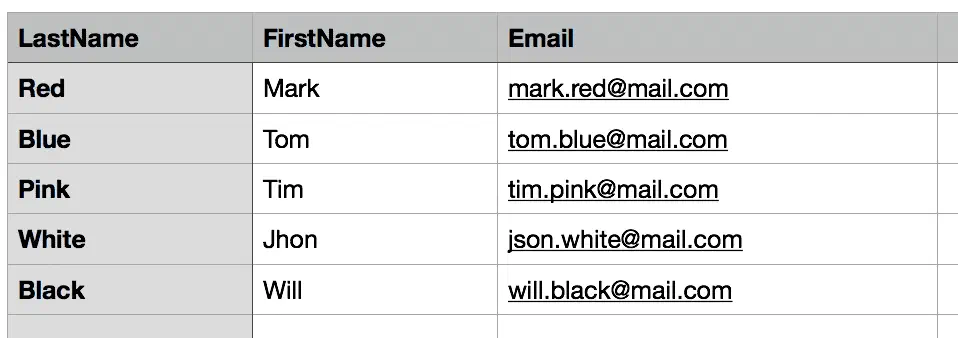 LastName FirstName Email
Red Mark mark.red@mail.com
Blue Tom tom.blue@mail.com
Pink Tim tim.pink@mail.com
White Jhon json.white@mail.com
Black Will will.black@mail.com